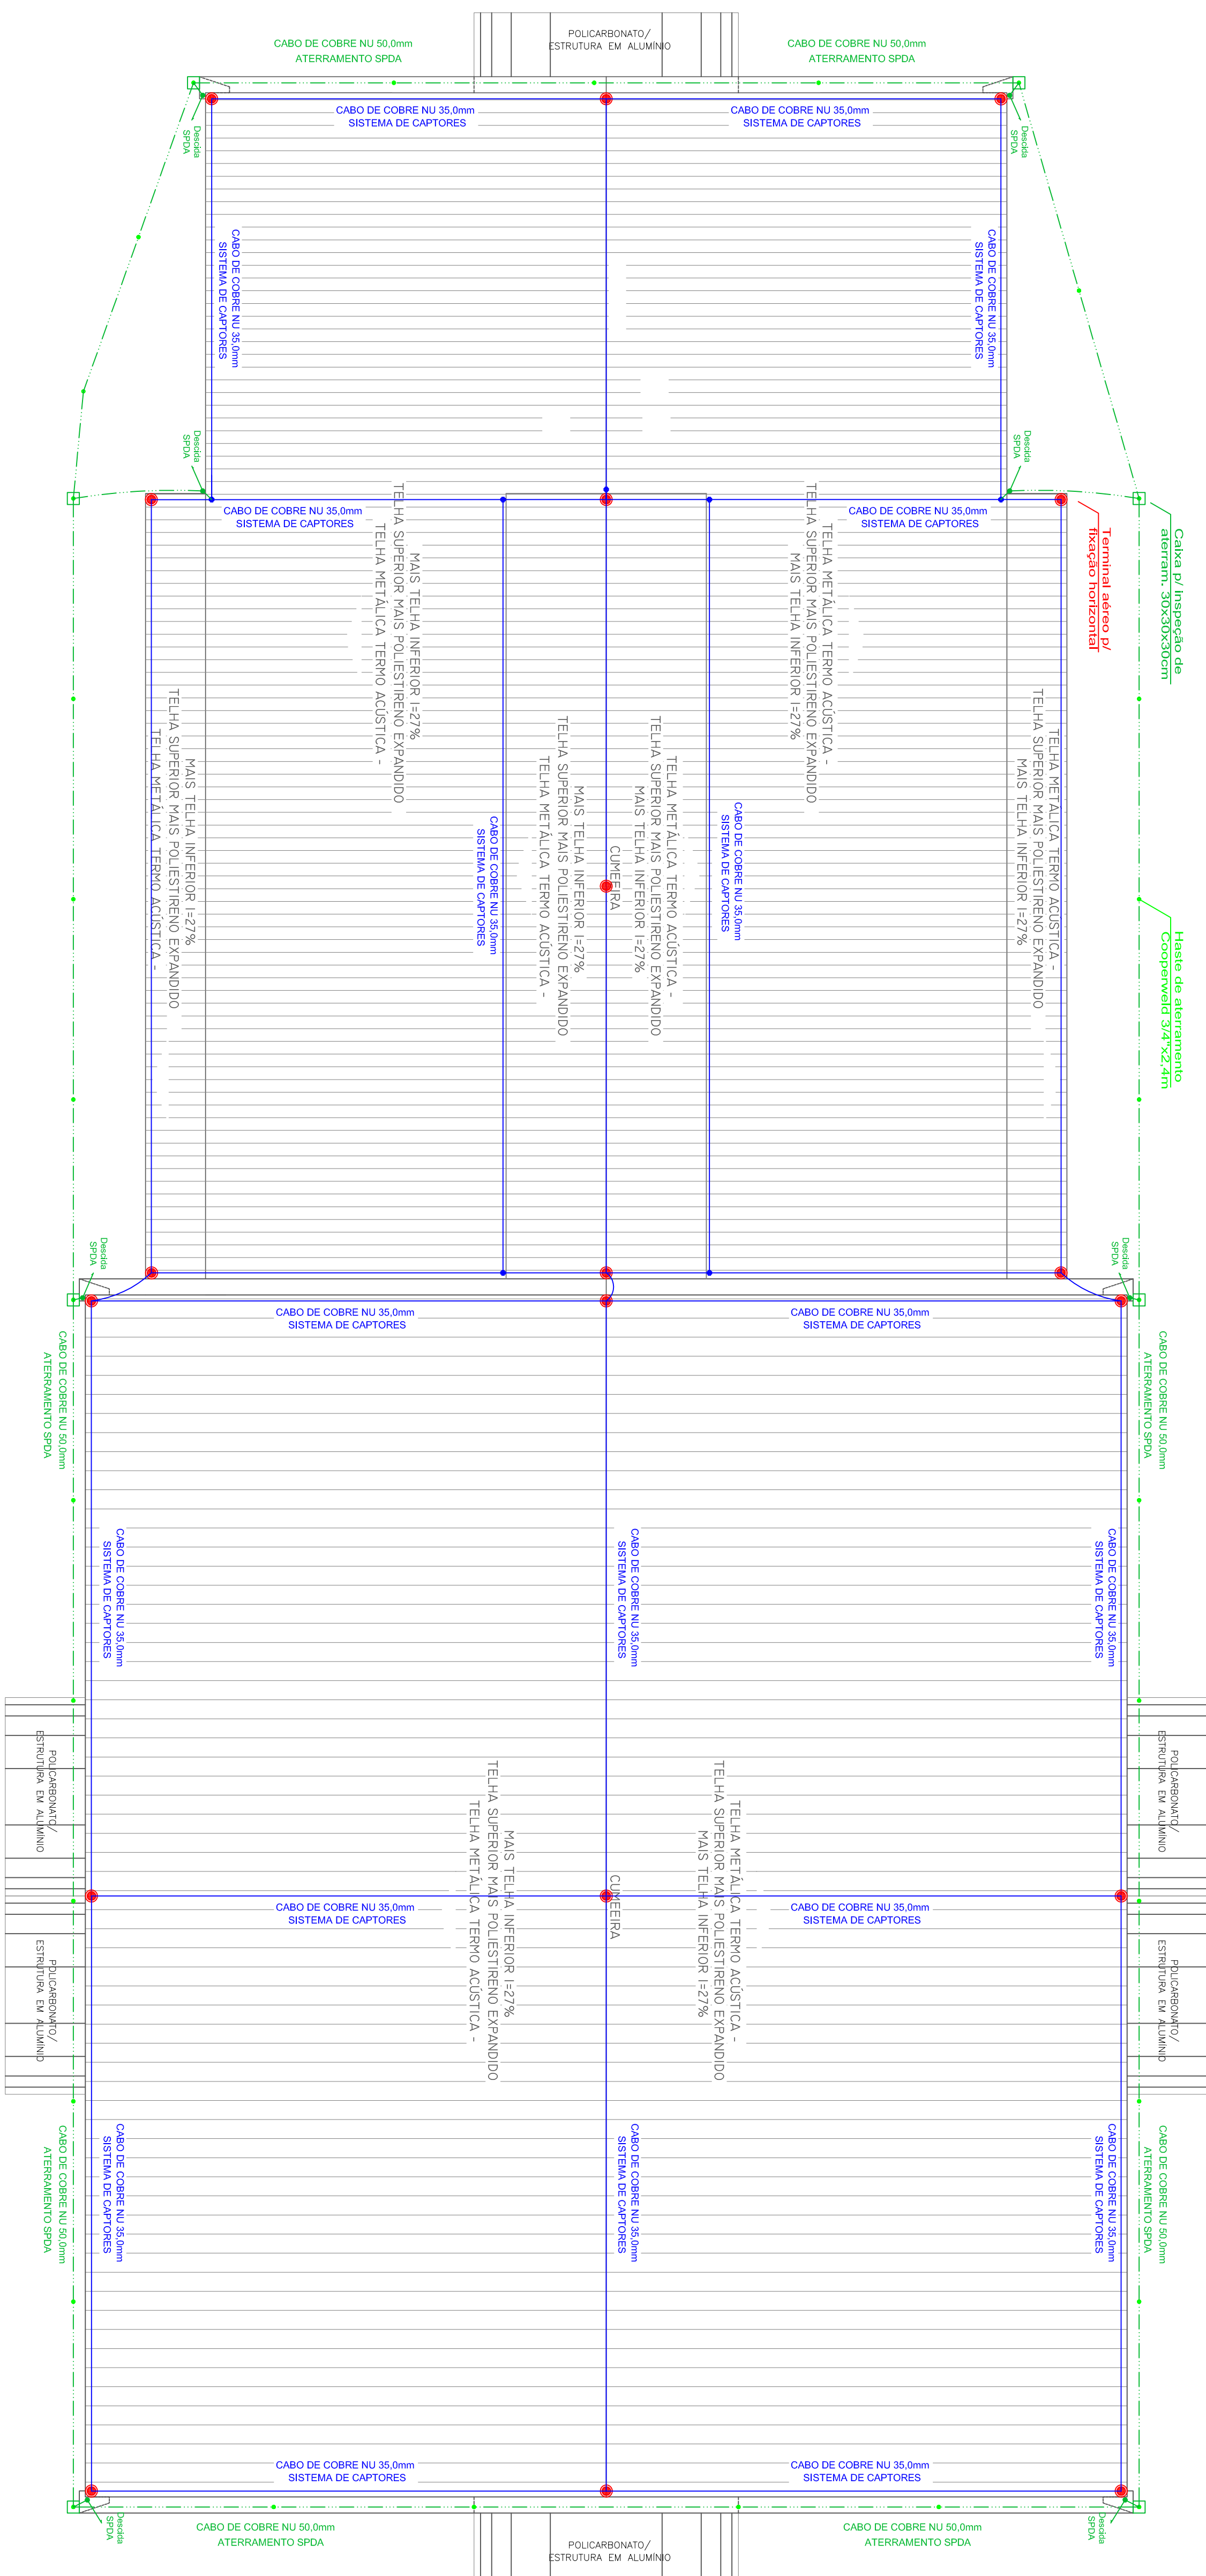 POLICARBONATO/
ESTRUTURA EM ALUMÍNIO
CABO DE COBRE NU 50,0mm
ATERRAMENTO SPDA
CABO DE COBRE NU 50,0mm
ATERRAMENTO SPDA
CABO DE COBRE NU 35,0mm
SISTEMA DE CAPTORES
CABO DE COBRE NU 35,0mm
SISTEMA DE CAPTORES
Descida
SPDA
Descida
SPDA
CABO DE COBRE NU 35,0mm
SISTEMA DE CAPTORES
CABO DE COBRE NU 35,0mm
SISTEMA DE CAPTORES
Descida
SPDA
Descida
SPDA
CABO DE COBRE NU 35,0mm
SISTEMA DE CAPTORES
CABO DE COBRE NU 35,0mm
SISTEMA DE CAPTORES
Terminal aéreo p/
fixação horizontal
Caixa p/ inspeção de
aterram. 30x30x30cm
MAIS TELHA INFERIOR I=27%
TELHA SUPERIOR MAIS POLIESTIRENO EXPANDIDO
TELHA METÁLICA TERMO ACÚSTICA -
TELHA METÁLICA TERMO ACÚSTICA -
TELHA SUPERIOR MAIS POLIESTIRENO EXPANDIDO
MAIS TELHA INFERIOR I=27%
MAIS TELHA INFERIOR I=27%
TELHA SUPERIOR MAIS POLIESTIRENO EXPANDIDO
TELHA METÁLICA TERMO ACÚSTICA -
MAIS TELHA INFERIOR I=27%
TELHA SUPERIOR MAIS POLIESTIRENO EXPANDIDO
TELHA METÁLICA TERMO ACÚSTICA -
TELHA METÁLICA TERMO ACÚSTICA -
TELHA SUPERIOR MAIS POLIESTIRENO EXPANDIDO
MAIS TELHA INFERIOR I=27%
TELHA METÁLICA TERMO ACÚSTICA -
TELHA SUPERIOR MAIS POLIESTIRENO EXPANDIDO
MAIS TELHA INFERIOR I=27%
CABO DE COBRE NU 35,0mm
SISTEMA DE CAPTORES
CUMEEIRA
CABO DE COBRE NU 35,0mm
SISTEMA DE CAPTORES
Haste de aterramento
Cooperweld 3/4"x2,4m
Descida
SPDA
Descida
SPDA
CABO DE COBRE NU 35,0mm
SISTEMA DE CAPTORES
CABO DE COBRE NU 35,0mm
SISTEMA DE CAPTORES
CABO DE COBRE NU 50,0mm
ATERRAMENTO SPDA
CABO DE COBRE NU 50,0mm
ATERRAMENTO SPDA
CABO DE COBRE NU 35,0mm
SISTEMA DE CAPTORES
CABO DE COBRE NU 35,0mm
SISTEMA DE CAPTORES
CABO DE COBRE NU 35,0mm
SISTEMA DE CAPTORES
POLICARBONATO/
ESTRUTURA EM ALUMÍNIO
POLICARBONATO/
ESTRUTURA EM ALUMÍNIO
MAIS TELHA INFERIOR I=27%
TELHA SUPERIOR MAIS POLIESTIRENO EXPANDIDO
TELHA METÁLICA TERMO ACÚSTICA -
TELHA METÁLICA TERMO ACÚSTICA -
TELHA SUPERIOR MAIS POLIESTIRENO EXPANDIDO
MAIS TELHA INFERIOR I=27%
CUMEEIRA
CABO DE COBRE NU 35,0mm
SISTEMA DE CAPTORES
CABO DE COBRE NU 35,0mm
SISTEMA DE CAPTORES
POLICARBONATO/
ESTRUTURA EM ALUMÍNIO
POLICARBONATO/
ESTRUTURA EM ALUMÍNIO
CABO DE COBRE NU 50,0mm
ATERRAMENTO SPDA
CABO DE COBRE NU 35,0mm
SISTEMA DE CAPTORES
CABO DE COBRE NU 35,0mm
SISTEMA DE CAPTORES
CABO DE COBRE NU 35,0mm
SISTEMA DE CAPTORES
CABO DE COBRE NU 50,0mm
ATERRAMENTO SPDA
CABO DE COBRE NU 35,0mm
SISTEMA DE CAPTORES
CABO DE COBRE NU 35,0mm
SISTEMA DE CAPTORES
Descida
SPDA
Descida
SPDA
CABO DE COBRE NU 50,0mm
ATERRAMENTO SPDA
CABO DE COBRE NU 50,0mm
ATERRAMENTO SPDA
POLICARBONATO/
ESTRUTURA EM ALUMÍNIO